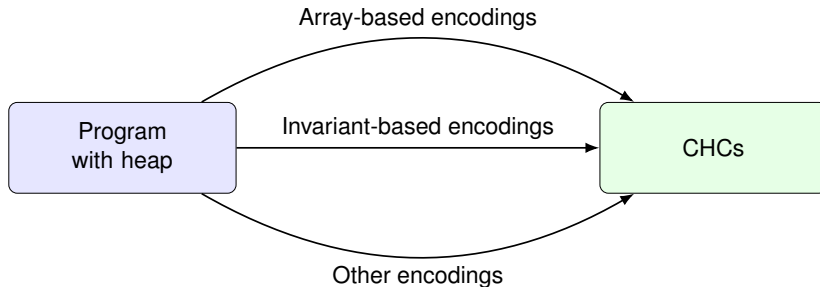 Array-based encodings
Program
with heap
Invariant-based encodings
CHCs
Other encodings